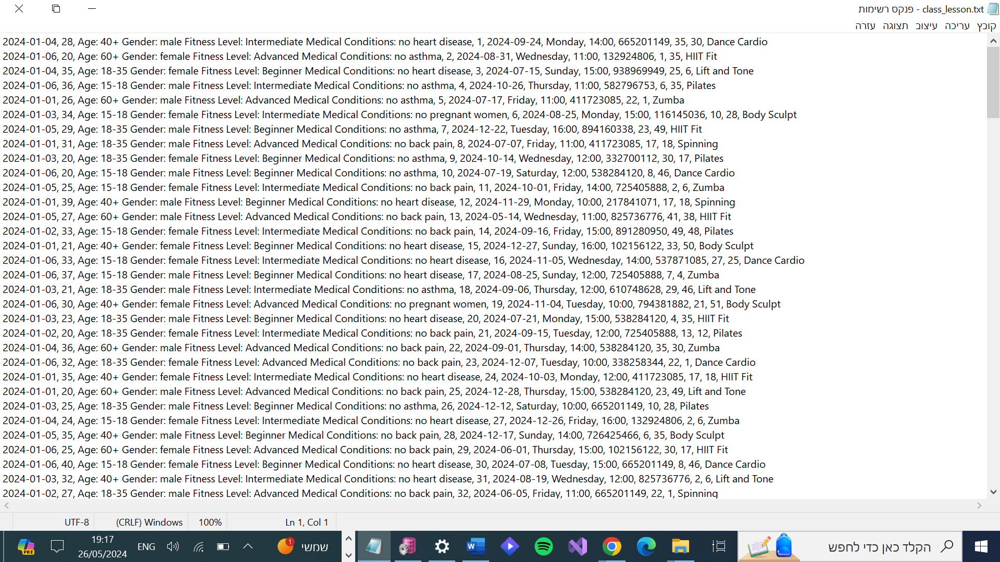 class_lesson.txt - פנקס רשימות
קובץ עריכה עיצוב תצוגה עזרה
2024-01-04, 28, Age: 40+ Gender: male Fitness Level: Intermediate Medical Conditions: no heart disease, 1, 2024-09-24, Monday, 14:00, 665201149, 35, 30, Dance Cardio
2024-01-06, 20, Age: 60+ Gender: female Fitness Level: Advanced Medical Conditions: no asthma, 2, 2024-08-31, Wednesday, 11:00, 132924806, 1, 35, HIIT Fit
2024-01-04, 35, Age: 18-35 Gender: female Fitness Level: Beginner Medical Conditions: no heart disease, 3, 2024-07-15, Sunday, 15:00, 938969949, 25, 6, Lift and Tone
2024-01-06, 36, Age: 15-18 Gender: male Fitness Level: Intermediate Medical Conditions: no asthma, 4, 2024-10-26, Thursday, 11:00, 582796753, 6, 35, Pilates
2024-01-01, 26, Age: 60+ Gender: male Fitness Level: Advanced Medical Conditions: no asthma, 5, 2024-07-17, Friday, 11:00, 411723085, 22, 1, Zumba
2024-01-03, 34, Age: 15-18 Gender: female Fitness Level: Intermediate Medical Conditions: no pregnant women, 6, 2024-08-25, Monday, 15:00, 116145036, 10, 28, Body Sculpt
2024-01-05, 29, Age: 18-35 Gender: male Fitness Level: Beginner Medical Conditions: no asthma, 7, 2024-12-22, Tuesday, 16:00, 894160338, 23, 49, HIIT Fit
2024-01-01, 31, Age: 18-35 Gender: male Fitness Level: Advanced Medical Conditions: no back pain, 8, 2024-07-07, Friday, 11:00, 411723085, 17, 18, Spinning
2024-01-03, 20, Age: 18-35 Gender: female Fitness Level: Beginner Medical Conditions: no asthma, 9, 2024-10-14, Wednesday, 12:00, 332700112, 30, 17, Pilates
2024-01-06, 20, Age: 15-18 Gender: male Fitness Level: Beginner Medical Conditions: no asthma, 10, 2024-07-19, Saturday, 12:00, 538284120, 8, 46, Dance Cardio
2024-01-05, 25, Age: 15-18 Gender: female Fitness Level: Intermediate Medical Conditions: no back pain, 11, 2024-10-01, Friday, 14:00, 725405888, 2, 6, Zumba
2024-01-01, 39, Age: 40+ Gender: male Fitness Level: Beginner Medical Conditions: no heart disease, 12, 2024-11-29, Monday, 10:00, 217841071, 17, 18, Spinning
2024-01-05, 27, Age: 60+ Gender: male Fitness Level: Advanced Medical Conditions: no back pain, 13, 2024-05-14, Wednesday, 11:00, 825736776, 41, 38, HIIT Fit
2024-01-02, 33, Age: 15-18 Gender: female Fitness Level: Intermediate Medical Conditions: no back pain, 14, 2024-09-16, Friday, 15:00, 891280950, 49, 48, Pilates
2024-01-01, 21, Age: 40+ Gender: female Fitness Level: Beginner Medical Conditions: no heart disease, 15, 2024-12-27, Sunday, 16:00, 102156122, 33, 50, Body Sculpt
2024-01-06, 33, Age: 15-18 Gender: female Fitness Level: Intermediate Medical Conditions: no heart disease, 16, 2024-11-05, Wednesday, 14:00, 537871085, 27, 25, Dance Cardio
2024-01-06, 37, Age: 15-18 Gender: male Fitness Level: Beginner Medical Conditions: no heart disease, 17, 2024-08-25, Sunday, 12:00, 725405888, 7, 4, Zumba
2024-01-03, 21, Age: 18-35 Gender: male Fitness Level: Intermediate Medical Conditions: no asthma, 18, 2024-09-06, Thursday, 12:00, 610748628, 29, 46, Lift and Tone
2024-01-06, 30, Age: 40+ Gender: female Fitness Level: Advanced Medical Conditions: no pregnant women, 19, 2024-11-04, Tuesday, 10:00, 794381882, 21, 51, Body Sculpt
2024-01-03, 23, Age: 18-35 Gender: male Fitness Level: Beginner Medical Conditions: no heart disease, 20, 2024-07-21, Monday, 15:00, 538284120, 4, 35, HIIT Fit
2024-01-02, 20, Age: 18-35 Gender: female Fitness Level: Intermediate Medical Conditions: no back pain, 21, 2024-09-15, Tuesday, 12:00, 725405888, 13, 12, Pilates
2024-01-04, 36, Age: 60+ Gender: male Fitness Level: Advanced Medical Conditions: no back pain, 22, 2024-09-01, Thursday, 14:00, 538284120, 35, 30, Zumba
2024-01-06, 32, Age: 18-35 Gender: female Fitness Level: Advanced Medical Conditions: no back pain, 23, 2024-12-07, Tuesday, 10:00, 338258344, 22, 1, Dance Cardio
2024-01-01, 35, Age: 40+ Gender: female Fitness Level: Intermediate Medical Conditions: no heart disease, 24, 2024-10-03, Monday, 12:00, 411723085, 17, 18, HIIT Fit
2024-01-01, 20, Age: 60+ Gender: male Fitness Level: Advanced Medical Conditions: no back pain, 25, 2024-12-28, Thursday, 15:00, 538284120, 23, 49, Lift and Tone
2024-01-03, 25, Age: 18-35 Gender: male Fitness Level: Beginner Medical Conditions: no asthma, 26, 2024-12-12, Saturday, 10:00, 665201149, 10, 28, Pilates
2024-01-04, 24, Age: 15-18 Gender: female Fitness Level: Intermediate Medical Conditions: no heart disease, 27, 2024-12-26, Friday, 16:00, 132924806, 2, 6, Zumba
2024-01-05, 35, Age: 40+ Gender: male Fitness Level: Beginner Medical Conditions: no back pain, 28, 2024-12-17, Sunday, 14:00, 726425466, 6, 35, Body Sculpt
2024-01-06, 25, Age: 60+ Gender: female Fitness Level: Advanced Medical Conditions: no back pain, 29, 2024-06-01, Thursday, 15:00, 102156122, 30, 17, HIIT Fit
2024-01-06, 40, Age: 15-18 Gender: female Fitness Level: Beginner Medical Conditions: no heart disease, 30, 2024-07-08, Tuesday, 15:00, 665201149, 8, 46, Dance Cardio
2024-01-03, 32, Age: 40+ Gender: male Fitness Level: Intermediate Medical Conditions: no heart disease, 31, 2024-08-19, Wednesday, 12:00, 825736776, 2, 6, Lift and Tone
2024-01-02, 27, Age: 18-35 Gender: male Fitness Level: Advanced Medical Conditions: no back pain, 32, 2024-06-05, Friday, 11:00, 665201149, 22, 1, Spinning
UTF-8 (CRLF) Windows 100% Ln 1, Col 1
PRE
19:17
26/05/2024
ENG
1
שמשי
W
הקלד כאן כדי לחפש